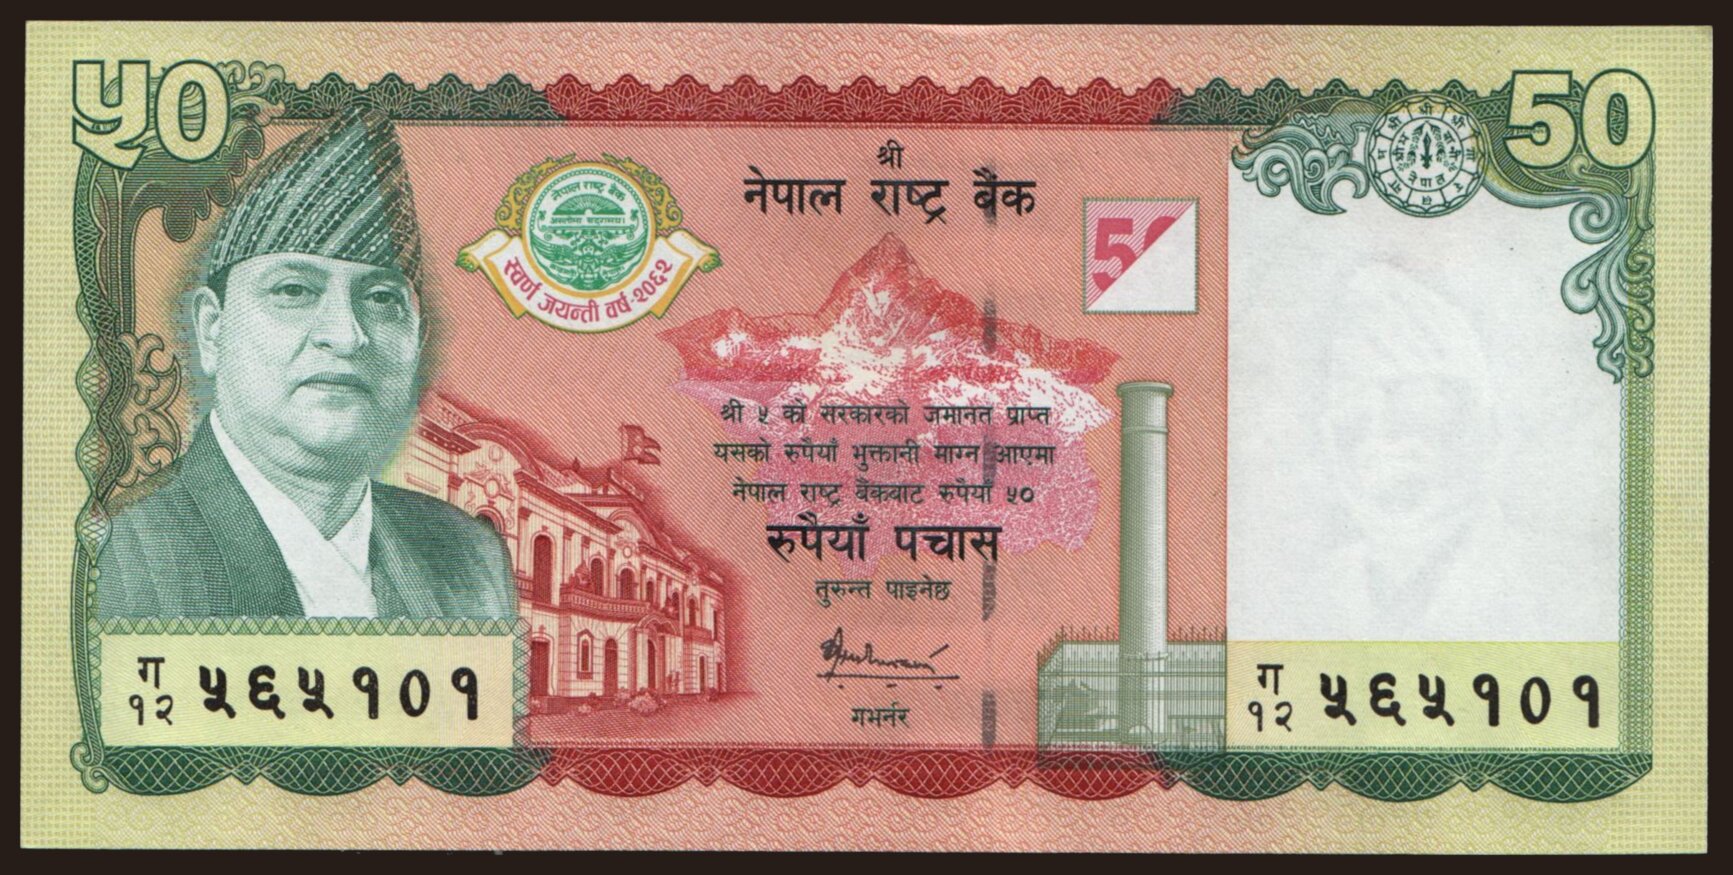 ५०
50
श्री
नेपाल राष्ट्र बैंक
नेपाल राष्ट्र बैंक
स्वर्ण जयन्ती वर्ष-२०६२
50
श्री ५ को सरकारको जमानत प्राप्त
यसको रुपैयाँ भुक्तानी माग्न आएमा
नेपाल राष्ट्र बैंकबाट रुपैयाँ ५०
रुपैयाँ पचास
तुरुन्त पाइनेछ
गभर्नर
ग
१२ ५६५१०१
ग
१२ ५६५१०१